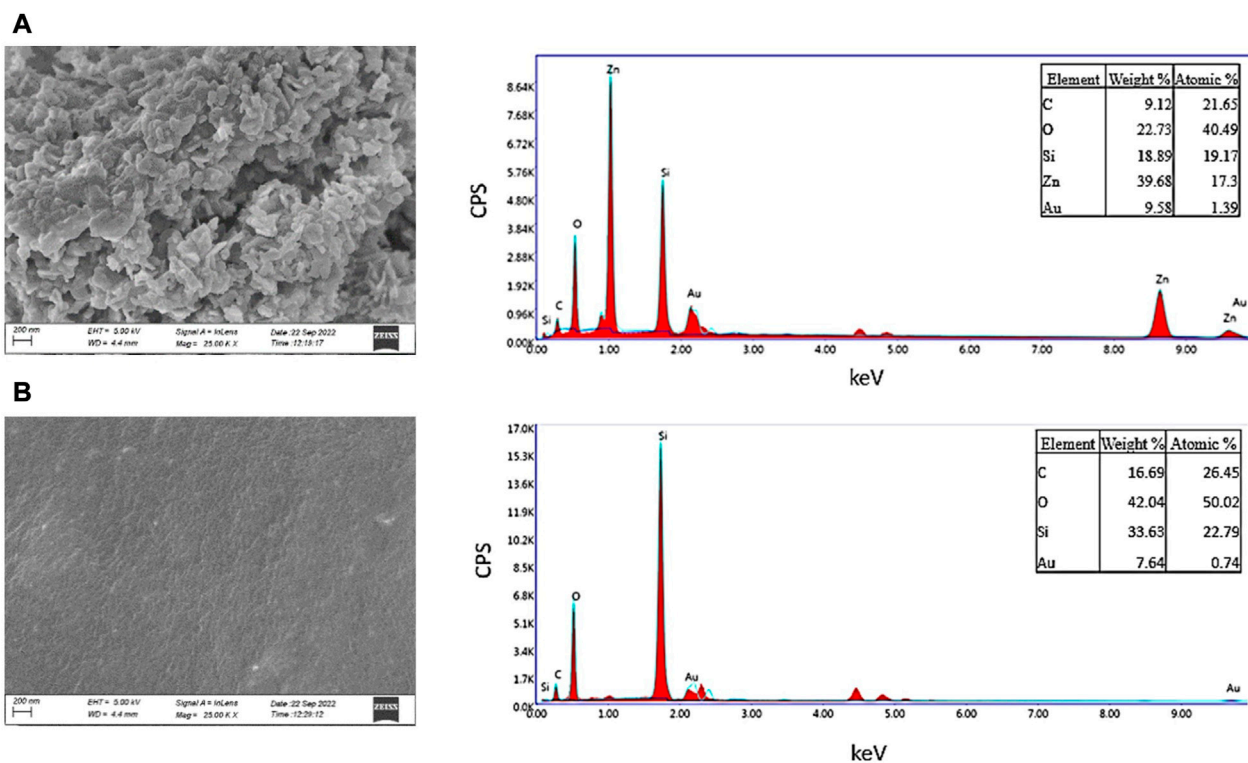 A
200 nm
EHT = 5.00 kV
Signal A = InLens
Date :22 Sep 2022
WD = 4.4 mm
Mag = 25.00 K X
Time :12:19:17
ZEISS
CPS
8.64K
7.68K
6.72K
5.76K
4.80K
3.84K
2.88K
1.92K
0.96K
0.00K
Si
C
O
Zn
Si
Au
Zn
Au
Zn
0.00
1.00
2.00
3.00
4.00
5.00
6.00
7.00
8.00
9.00
keV
Element Weight % Atomic %
C 9.12 21.65
O 22.73 40.49
Si 18.89 19.17
Zn 39.68 17.3
Au 9.58 1.39
B
200 nm
EHT = 5.00 kV
Signal A = InLens
Date :22 Sep 2022
WD = 4.4 mm
Mag = 25.00 K X
Time :12:29:12
ZEISS
CPS
17.0K
15.3K
13.6K
11.9K
10.2K
8.5K
6.8K
5.1K
3.4K
1.7K
0.0K
Si
C
O
Si
Au
Au
0.00
1.00
2.00
3.00
4.00
5.00
6.00
7.00
8.00
9.00
keV
Element Weight % Atomic %
C 16.69 26.45
O 42.04 50.02
Si 33.63 22.79
Au 7.64 0.74